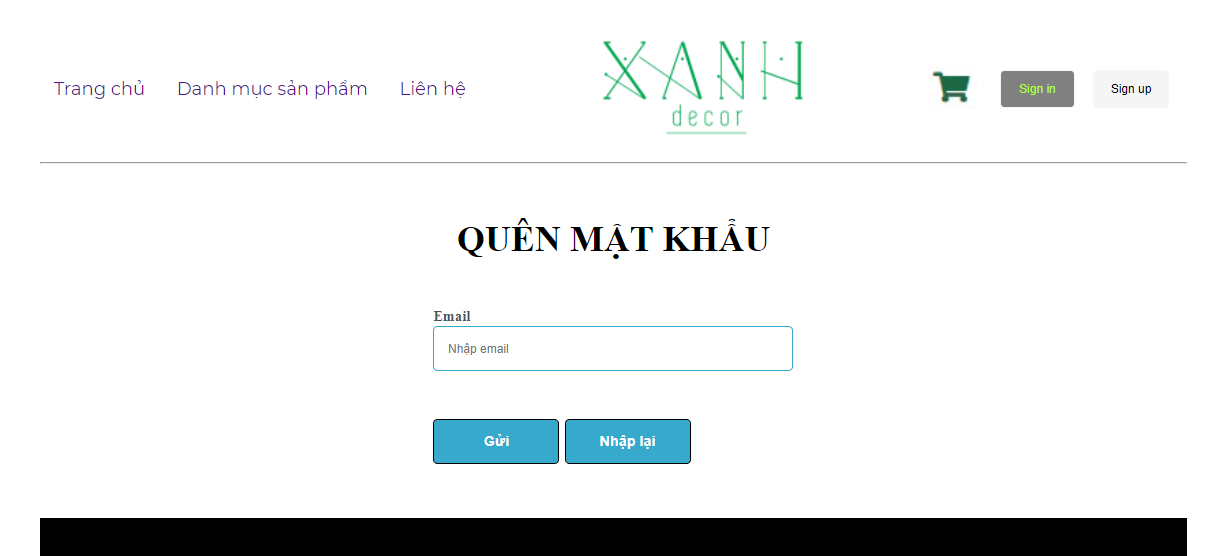 Trang chủ Danh mục sản phẩm Liên hệ
XANH
decor
Sign in Sign up
QUÊN MẬT KHẨU
Email
Nhập email
Gửi Nhập lại